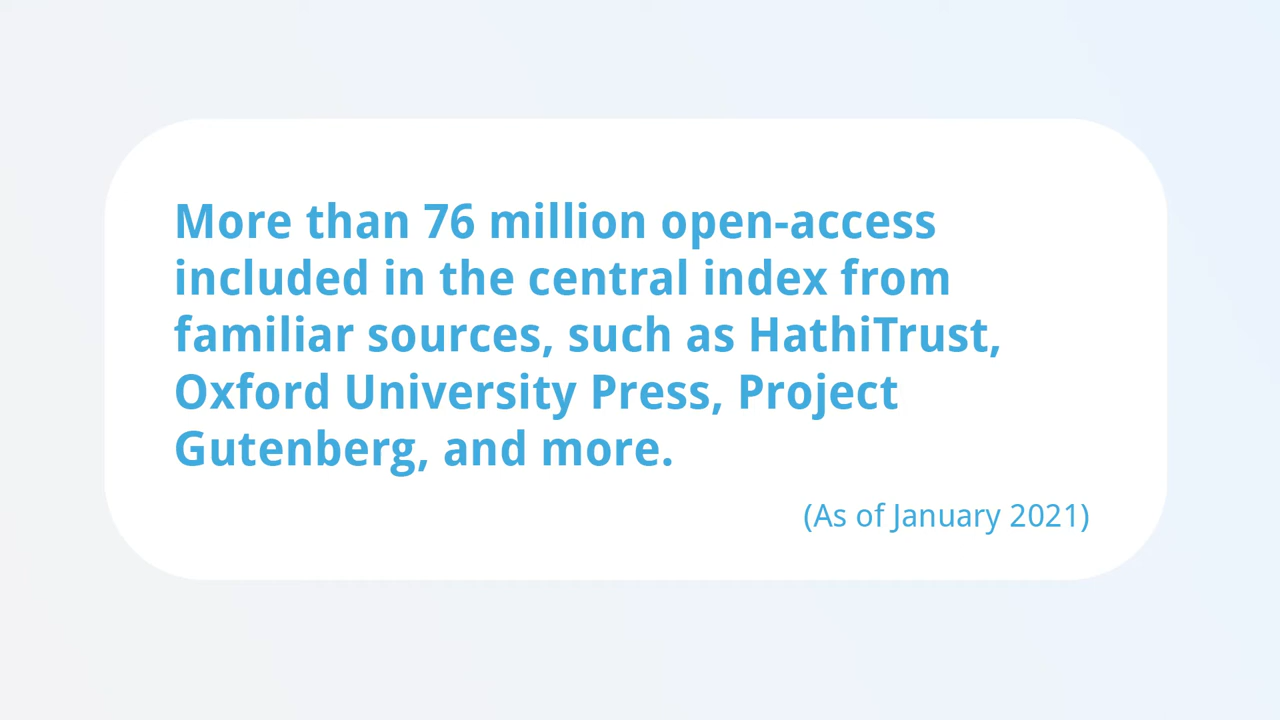 More than 76 million open-access
included in the central index from
familiar sources, such as HathiTrust,
Oxford University Press, Project
Gutenberg, and more.
(As of January 2021)